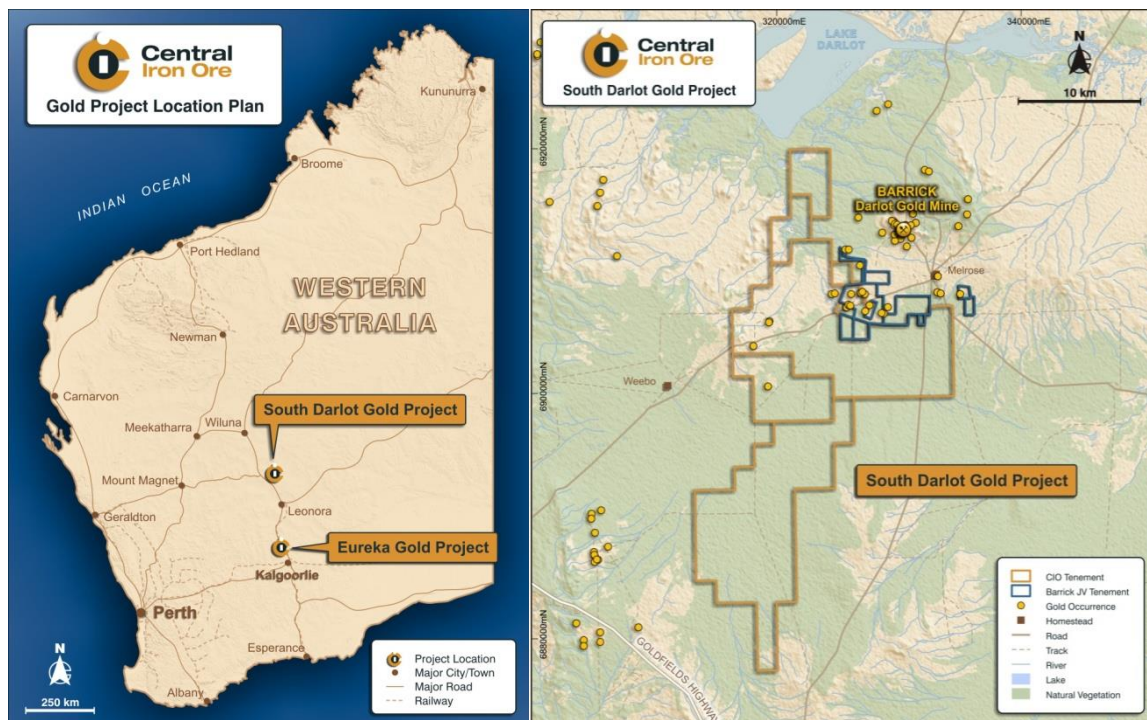 Central
Iron Ore
Gold Project Location Plan
INDIAN OCEAN
Kununurra
Broome
Port Hedland
WESTERN
AUSTRALIA
Newman
Carnarvon
South Darlot Gold Project
Meekatharra
Wiluna
Mount Magnet
Leonora
Geraldton
Eureka Gold Project
Kalgoorlie
Perth
Esperance
Albany
N
250 km
Project Location
Major City/Town
Major Road
Railway
Central
Iron Ore
South Darlot Gold Project
320000mE
340000mE
LAKE
DARLOT
N
10 km
6920000mN
BARRICK
Darlot Gold Mine
Melrose
Weebo
6900000mN
South Darlot Gold Project
6880000mN
GOLDFIELDS HIGHWAY
CIO Tenement
Barrick JV Tenement
Gold Occurrence
Homestead
Road
Track
River
Lake
Natural Vegetation